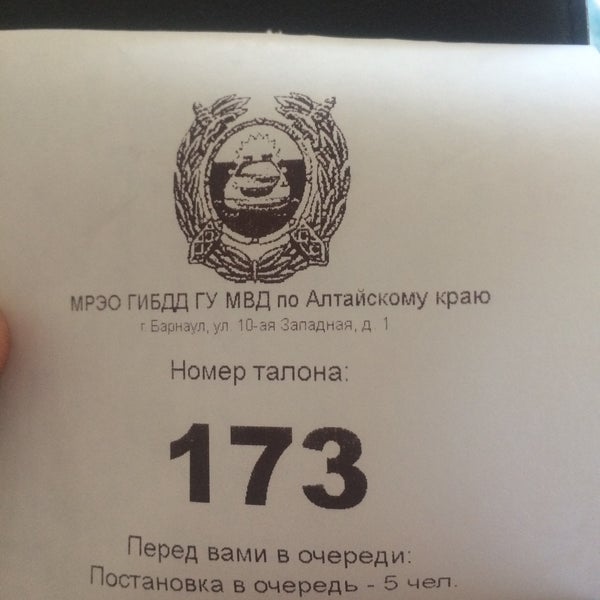 МРЭО ГИБДД ГУ МВД по Алтайскому краю
г.Барнаул, ул. 10-ая Западная, д. 1
Номер талона:
173
Перед вами в очереди:
Постановка в очередь - 5 чел.